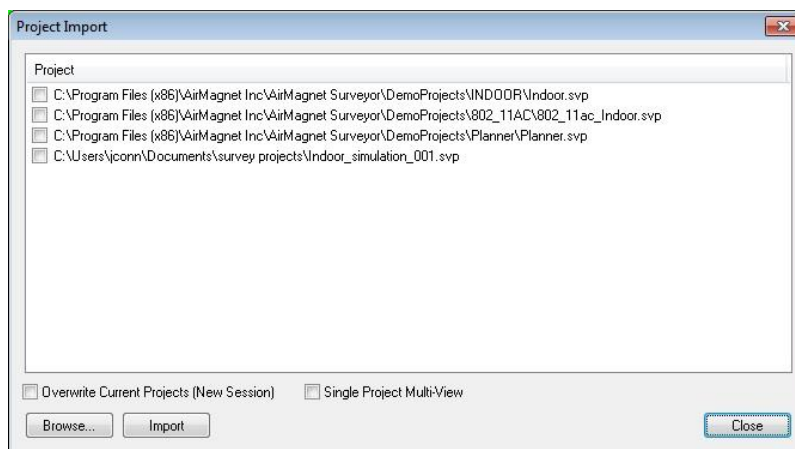 Project Import
Project
C:\Program Files (x86)\AirMagnet Inc\AirMagnet Surveyor\DemoProjects\INDOOR\Indoor.svp
C:\Program Files (x86)\AirMagnet Inc\AirMagnet Surveyor\DemoProjects\802_11AC\802_11ac_Indoor.svp
C:\Program Files (x86)\AirMagnet Inc\AirMagnet Surveyor\DemoProjects\Planner\Planner.svp
C:\Users\jconn\Documents\survey projects\Indoor_simulation_001.svp
Overwrite Current Projects (New Session) Single Project Multi-View
Browse... Import Close